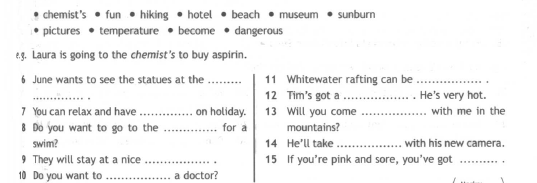 • chemist's • fun • hiking • hotel • beach • museum • sunburn
• pictures • temperature • become • dangerous
e.g. Laura is going to the chemist's to buy aspirin.
6 June wants to see the statues at the .........
.............. .
7 You can relax and have ............. on holiday.
8 Do you want to go to the ............. for a
swim?
9 They will stay at a nice ................ .
10 Do you want to ................. a doctor?
11 Whitewater rafting can be ................ .
12 Tim's got a ................ . He's very hot.
13 Will you come ................ with me in the
mountains?
14 He'll take ................. with his new camera.
15 If you're pink and sore, you've got .......... .